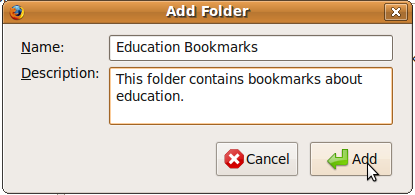 Add Folder
Name: Education Bookmarks
Description: This folder contains bookmarks about
education.
Cancel Add